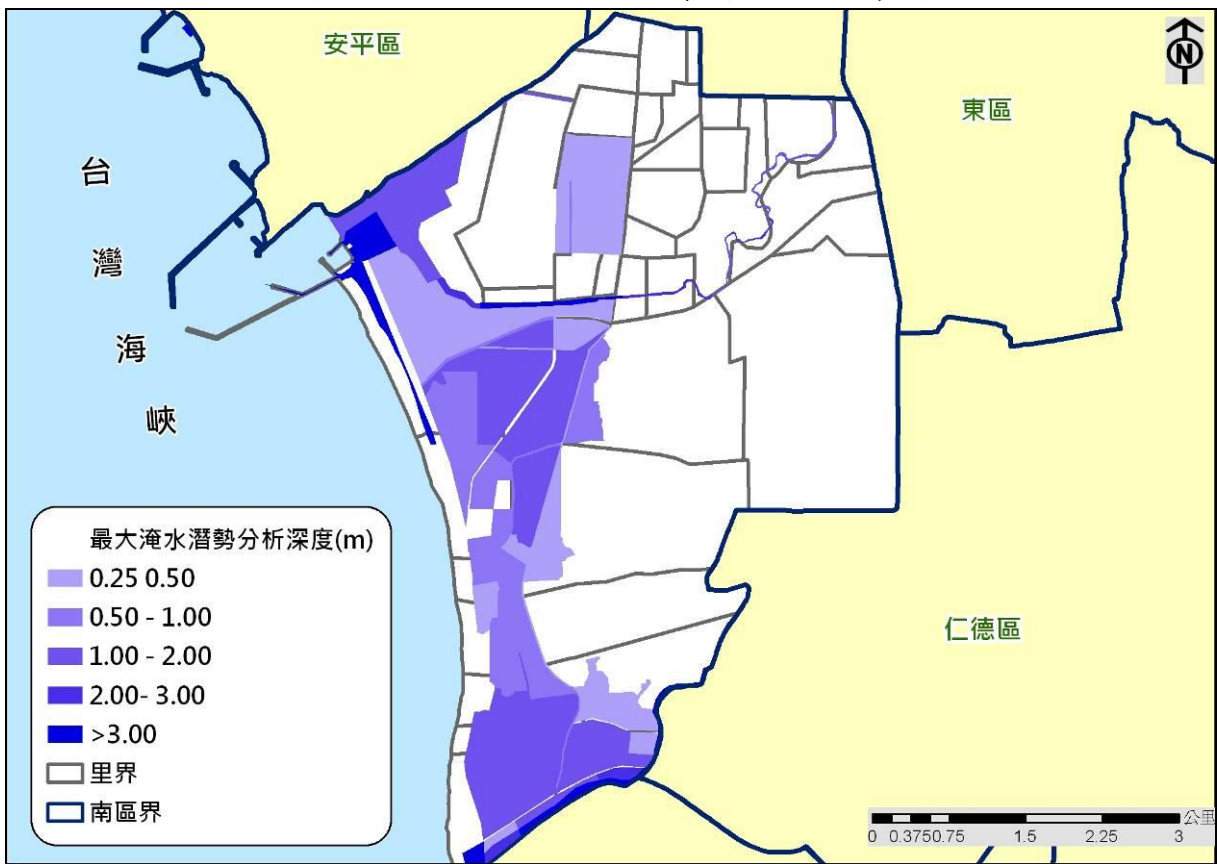 安平區
N
東區
台
灣
海
峽
最大淹水潛勢分析深度(m)
0.25 0.50
0.50 - 1.00
1.00 - 2.00
2.00- 3.00
>3.00
里界
南區界
仁德區
公里
0 0.3750.75 1.5 2.25 3